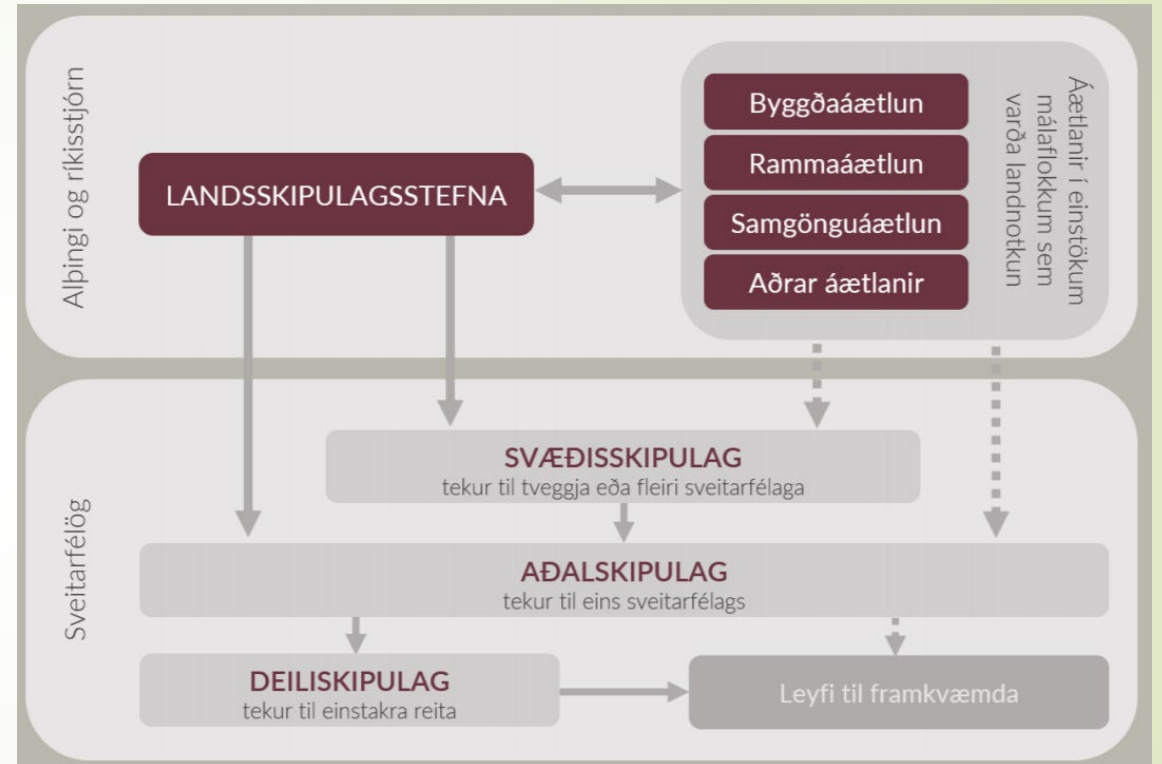 Alþingi og ríkisstjórn
LANDSSKIPULAGSSTEFNA
Byggðaáætlun
Rammaáætlun
Samgönguáætlun
Aðrar áætlanir
Áætlanir í einstökum
málaflokkum sem
varða landnotkun
Sveitarfélög
SVÆÐISSKIPULAG
tekur til tveggja eða fleiri sveitarfélaga
AÐALSKIPULAG
tekur til eins sveitarfélags
DEILISKIPULAG
tekur til einstakra reita
Leyfi til framkvæmda